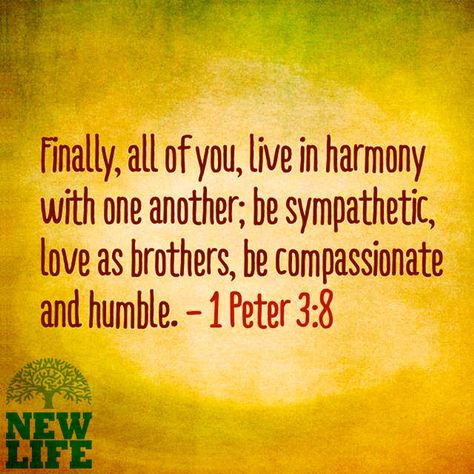 Finally, all of you, live in harmony
with one another; be sympathetic,
love as brothers, be compassionate
and humble. – 1 Peter 3:8
NEW
LIFE